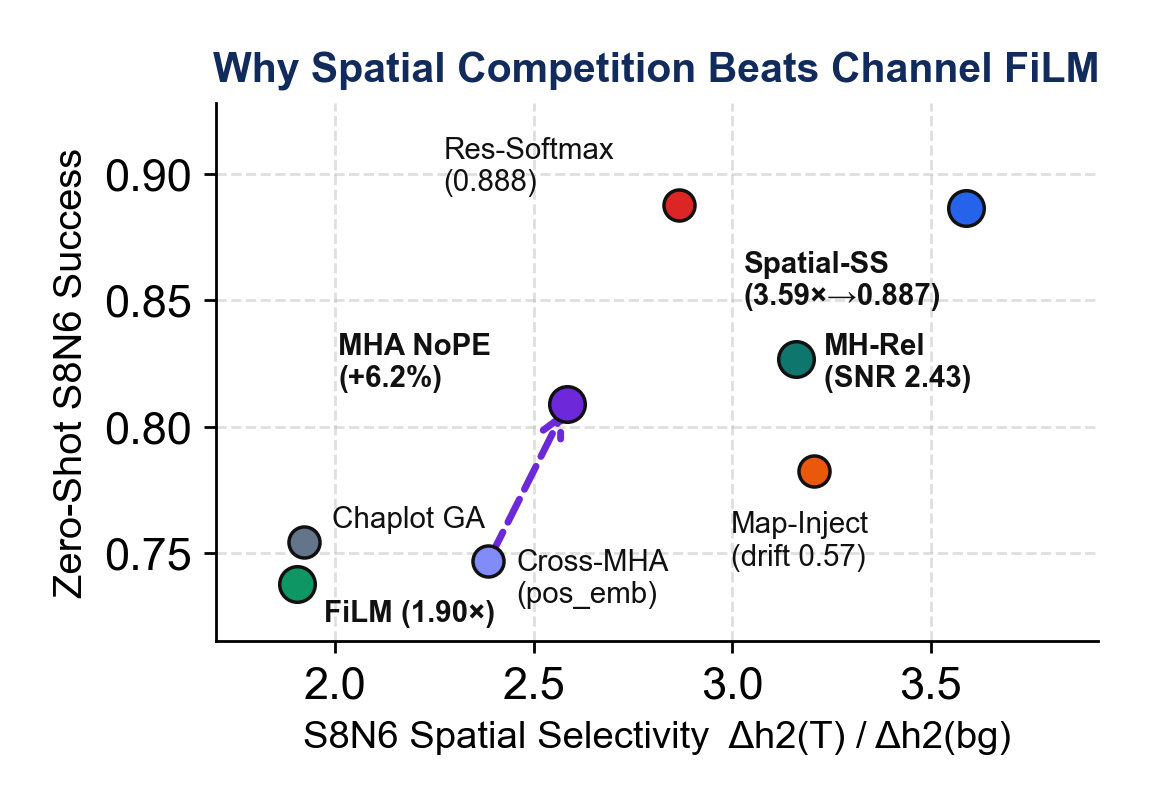 Why Spatial Competition Beats Channel FiLM
Zero-Shot S8N6 Success
0.90
0.85
0.80
0.75
Res-Softmax
(0.888)
Spatial-SS
(3.59×→0.887)
MHA NoPE
(+6.2%)
MH-Rel
(SNR 2.43)
Chaplot GA
Map-Inject
(drift 0.57)
Cross-MHA
(pos_emb)
FiLM (1.90×)
2.0
2.5
3.0
3.5
S8N6 Spatial Selectivity Δh2(T) / Δh2(bg)